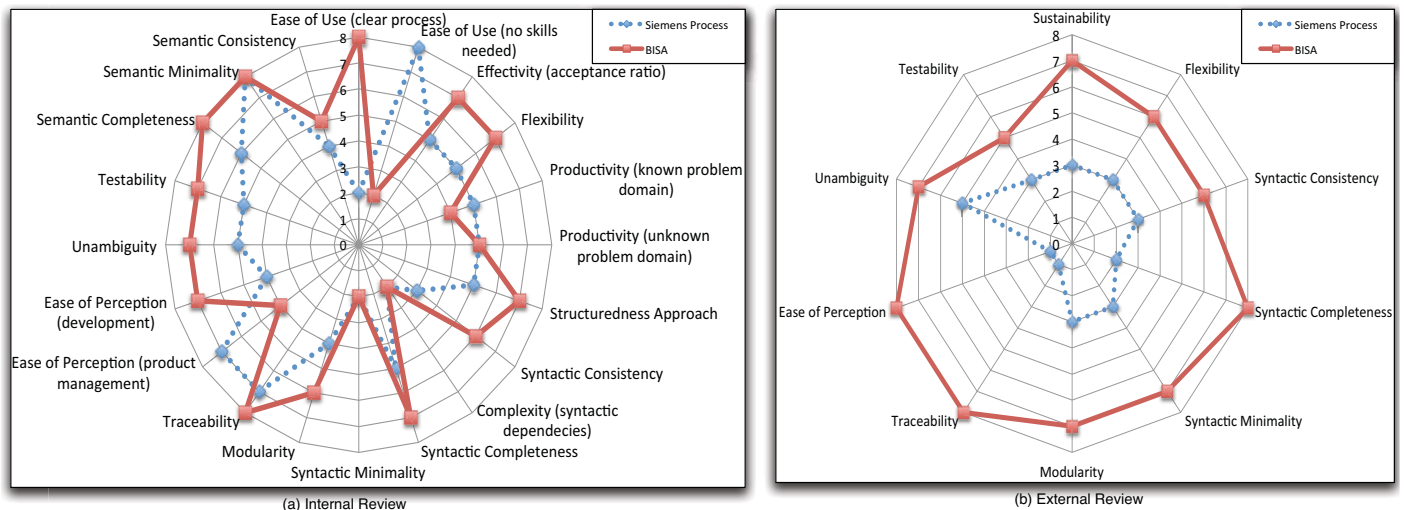 Ease of Use (clear process)
Siemens Process
BISA
Ease of Use (no skills
needed)
Effectivity (acceptance ratio)
Flexibility
Productivity (known problem
domain)
Productivity (unknown
problem domain)
Structuredness Approach
Syntactic Consistency
Complexity (syntactic
dependecies)
Syntactic Completeness
Syntactic Minimality
Modularity
Traceability
Ease of Perception (product
management)
Ease of Perception
(development)
Unambiguity
Testability
Semantic Completeness
Semantic Minimality
Semantic Consistency
8
7
6
5
4
3
2
1
0
(a) Internal Review
Sustainability
Siemens Process
BISA
Flexibility
Syntactic Consistency
Syntactic Completeness
Syntactic Minimality
Modularity
Traceability
Ease of Perception
Unambiguity
Testability
8
7
6
5
4
3
2
1
0
(b) External Review